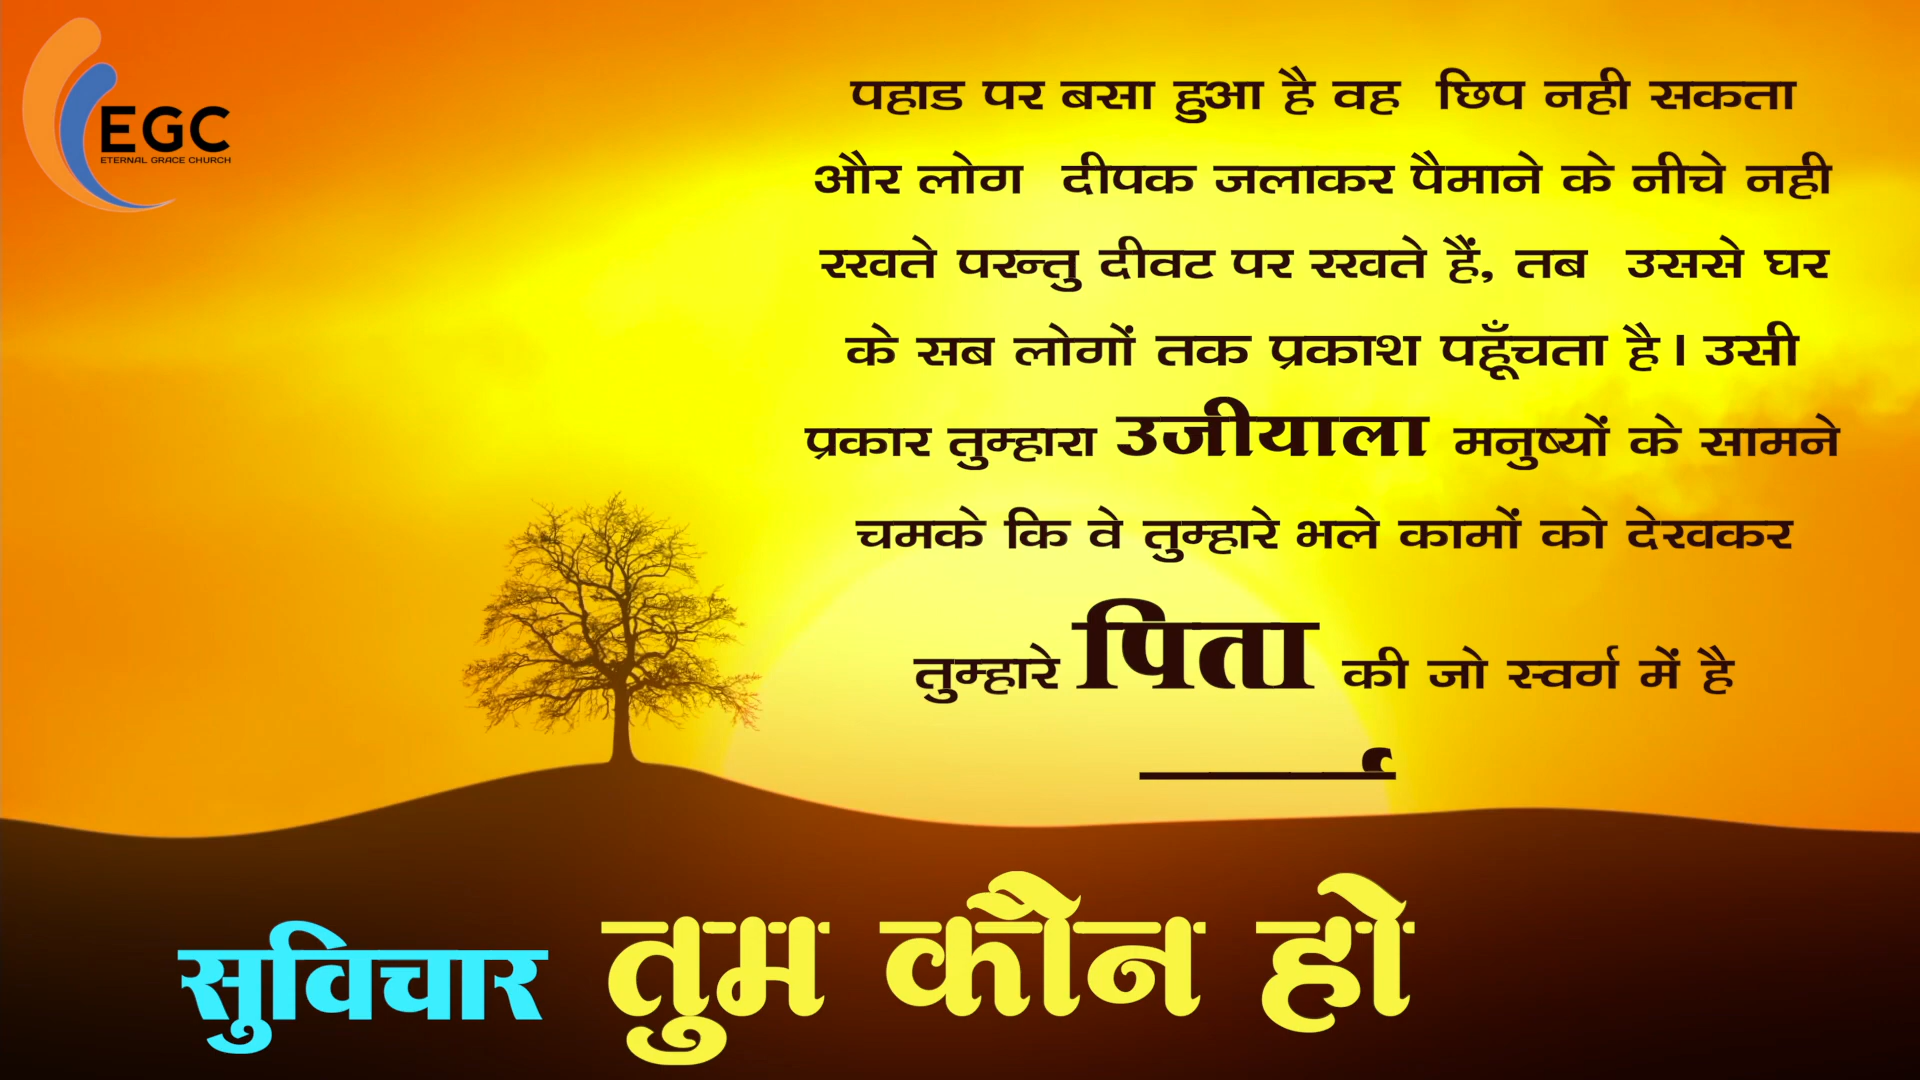 EGC
ETERNAL GRACE CHURCH
पहाड पर बसा हुआ है वह छिप नही सकता
और लोग दीपक जलाकर पैमाने के नीचे नही
रखते परन्तु दीवट पर रखते हैं, तब उससे घर
के सब लोगों तक प्रकाश पहूँचता है। उसी
प्रकार तुम्हारा उजीयाला मनुष्यों के सामने
चमके कि वे तुम्हारे भले कामों को देखकर
तुम्हारे पिता की जो स्वर्ग में है
सुविचार तुम कौन हो